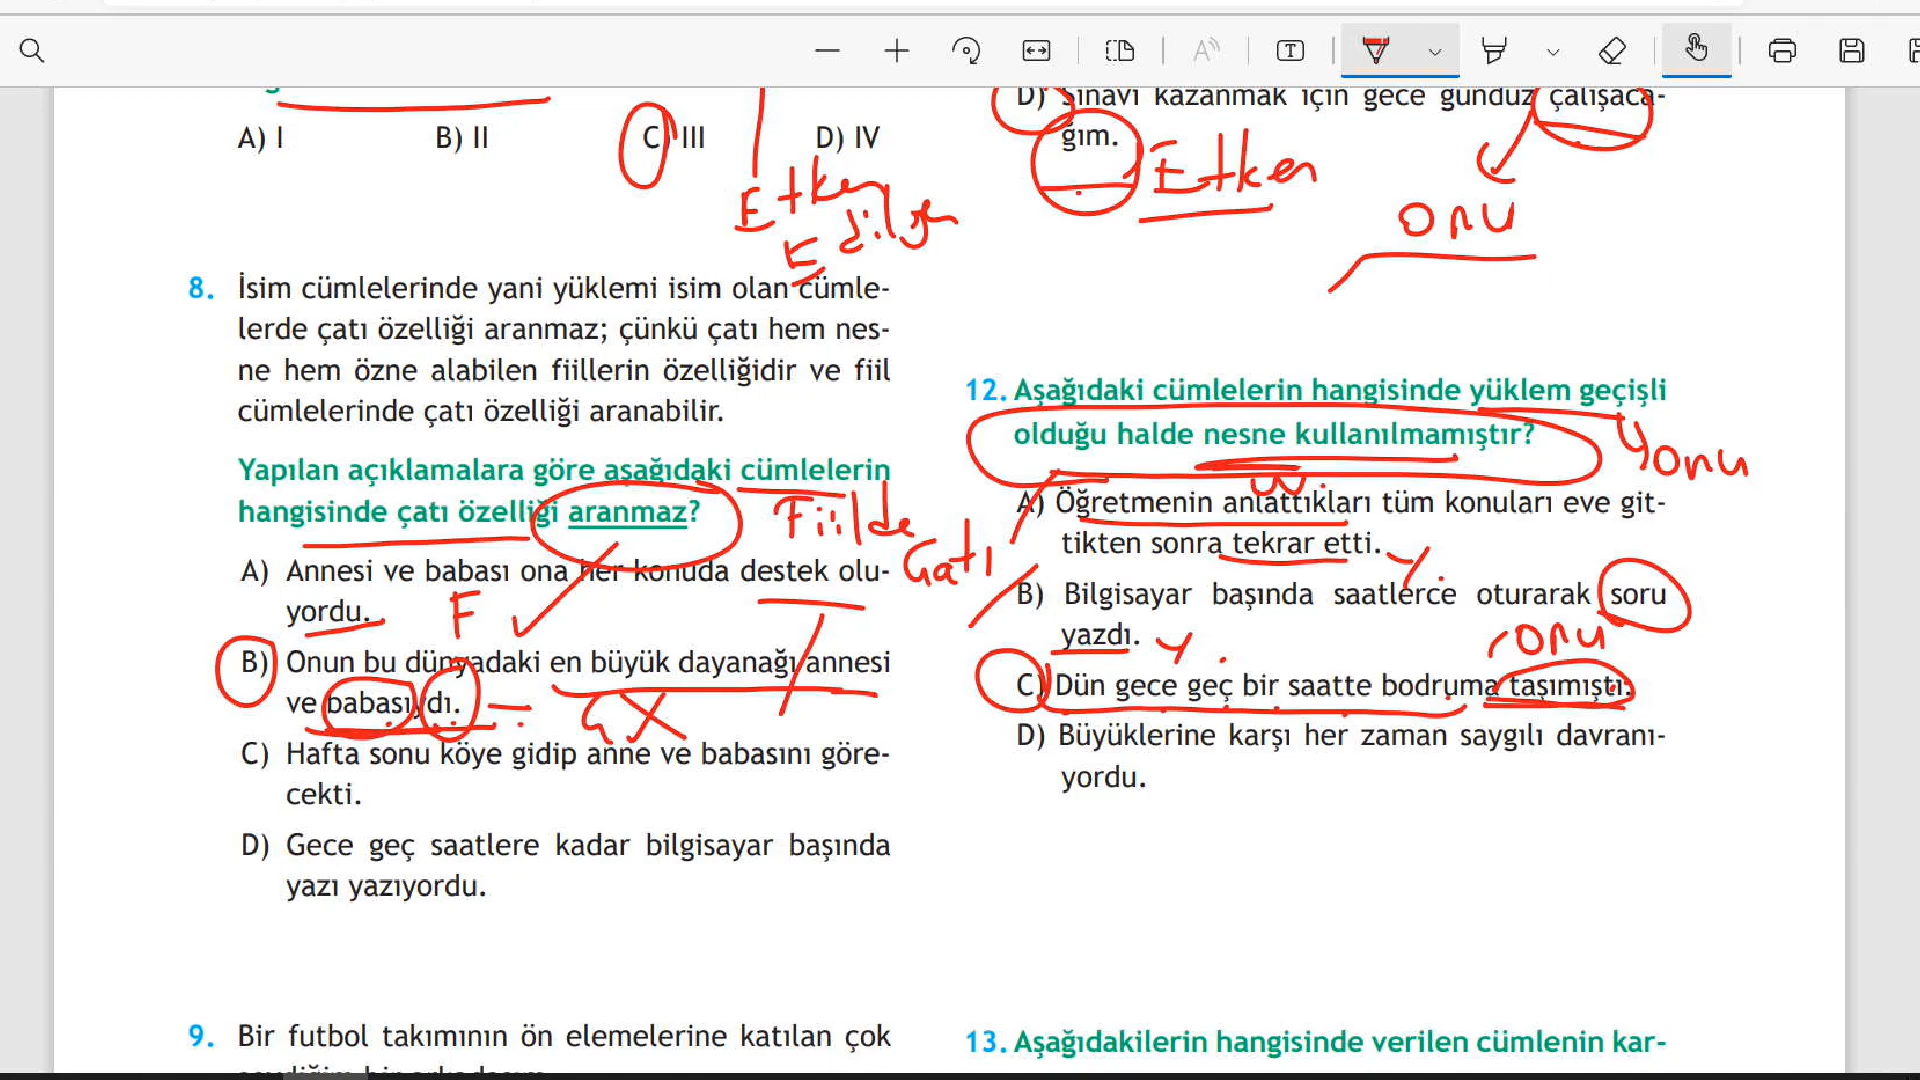 A) I B) II C) III D) IV
Etken
Edilgen
8. İsim cümlelerinde yani yüklemi isim olan cümle-
lerde çatı özelliği aranmaz; çünkü çatı hem nes-
ne hem özne alabilen fiillerin özelliğidir ve fiil
cümlelerinde çatı özelliği aranabilir.
Yapılan açıklamalara göre aşağıdaki cümlelerin
hangisinde çatı özelliği aranmaz?
Fiilde
Çatı
A) Annesi ve babası ona her konuda destek olu-
yordu.
F
B) Onun bu dünyadaki en büyük dayanağı annesi
ve babasıydı.
C) Hafta sonu köye gidip anne ve babasını göre-
cekti.
D) Gece geç saatlere kadar bilgisayar başında
yazı yazıyordu.
9. Bir futbol takımının ön elemelerine katılan çok
D) Sınavı kazanmak için gece gündüz çalışaca-
ğım.
Etken
onu
12. Aşağıdaki cümlelerin hangisinde yüklem geçişli
olduğu halde nesne kullanılmamıştır?
onu
A) Öğretmenin anlattıkları tüm konuları eve git-
tikten sonra tekrar etti.
B) Bilgisayar başında saatlerce oturarak soru
yazdı.
onu
C) Dün gece geç bir saatte bodruma taşımıştı.
D) Büyüklerine karşı her zaman saygılı davranı-
yordu.
13. Aşağıdakilerin hangisinde verilen cümlenin kar-